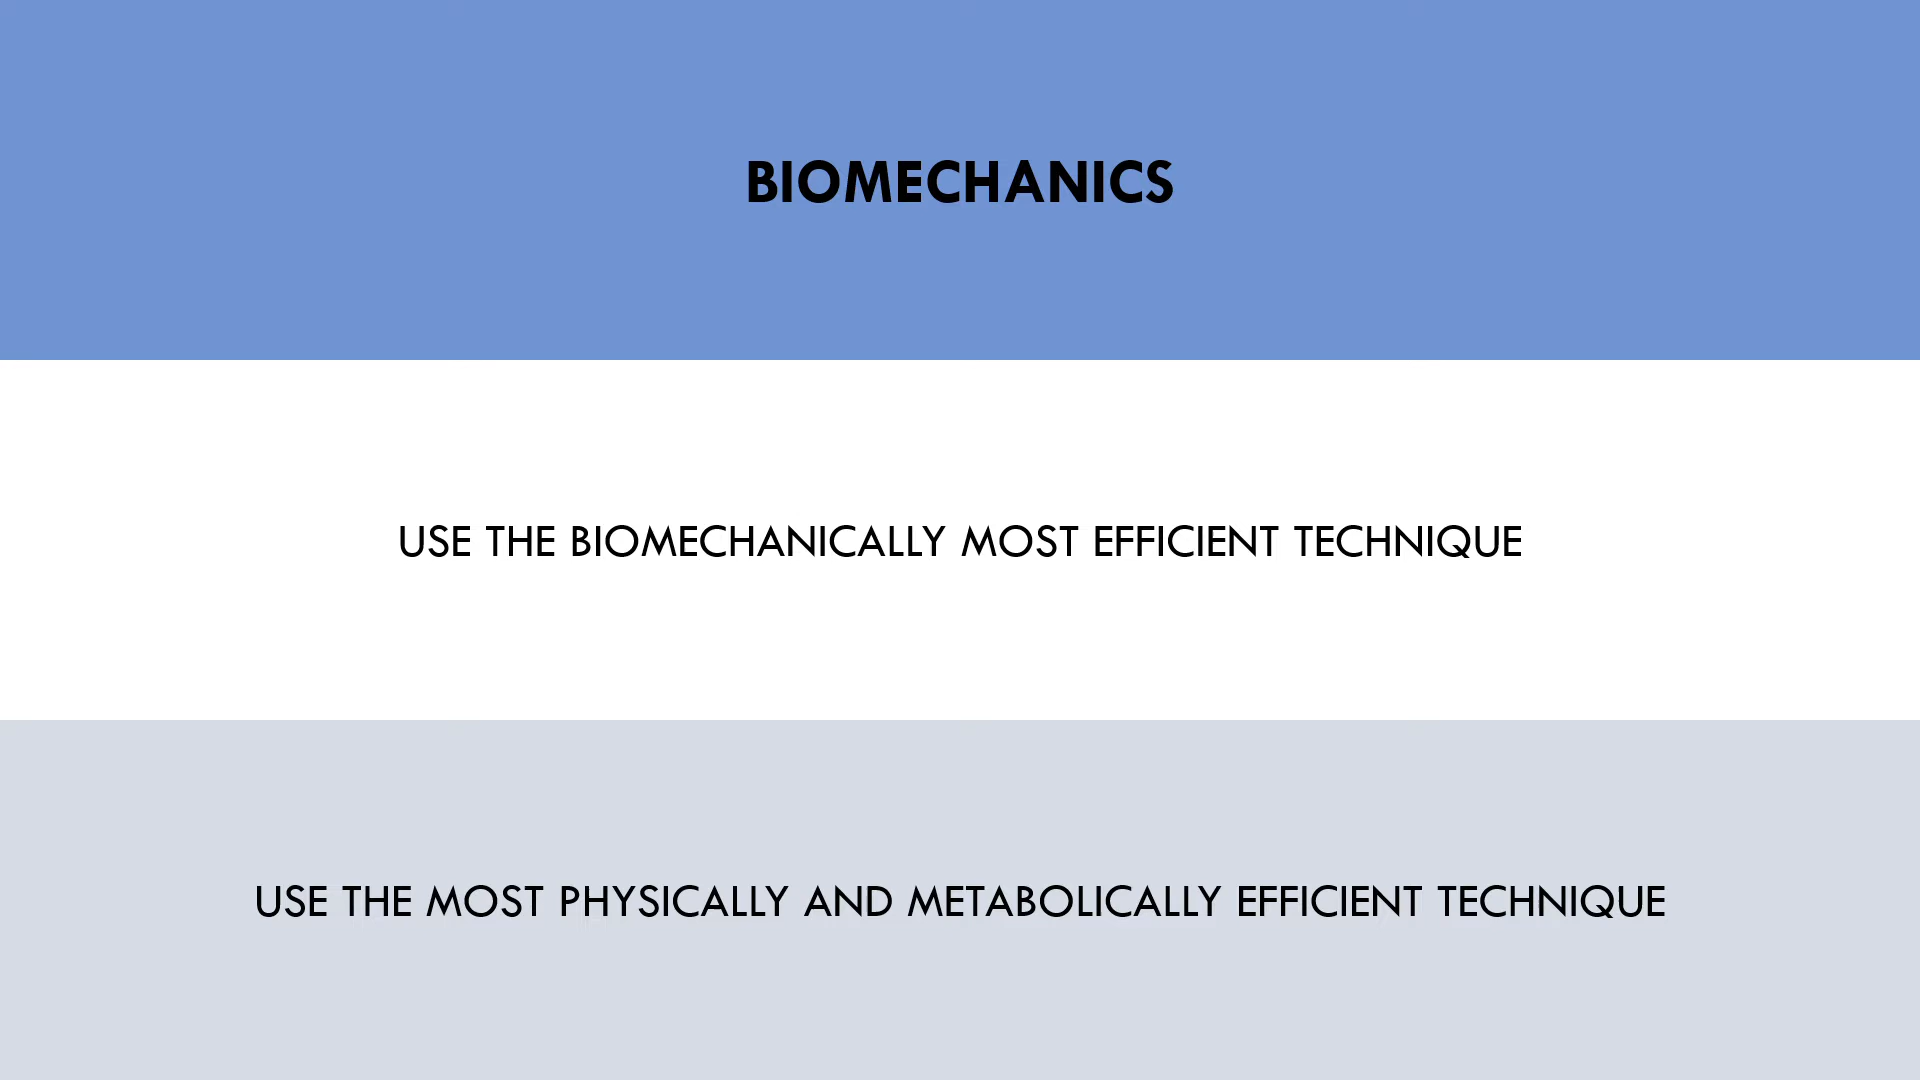 BIOMECHANICS
USE THE BIOMECHANICALLY MOST EFFICIENT TECHNIQUE
USE THE MOST PHYSICALLY AND METABOLICALLY EFFICIENT TECHNIQUE